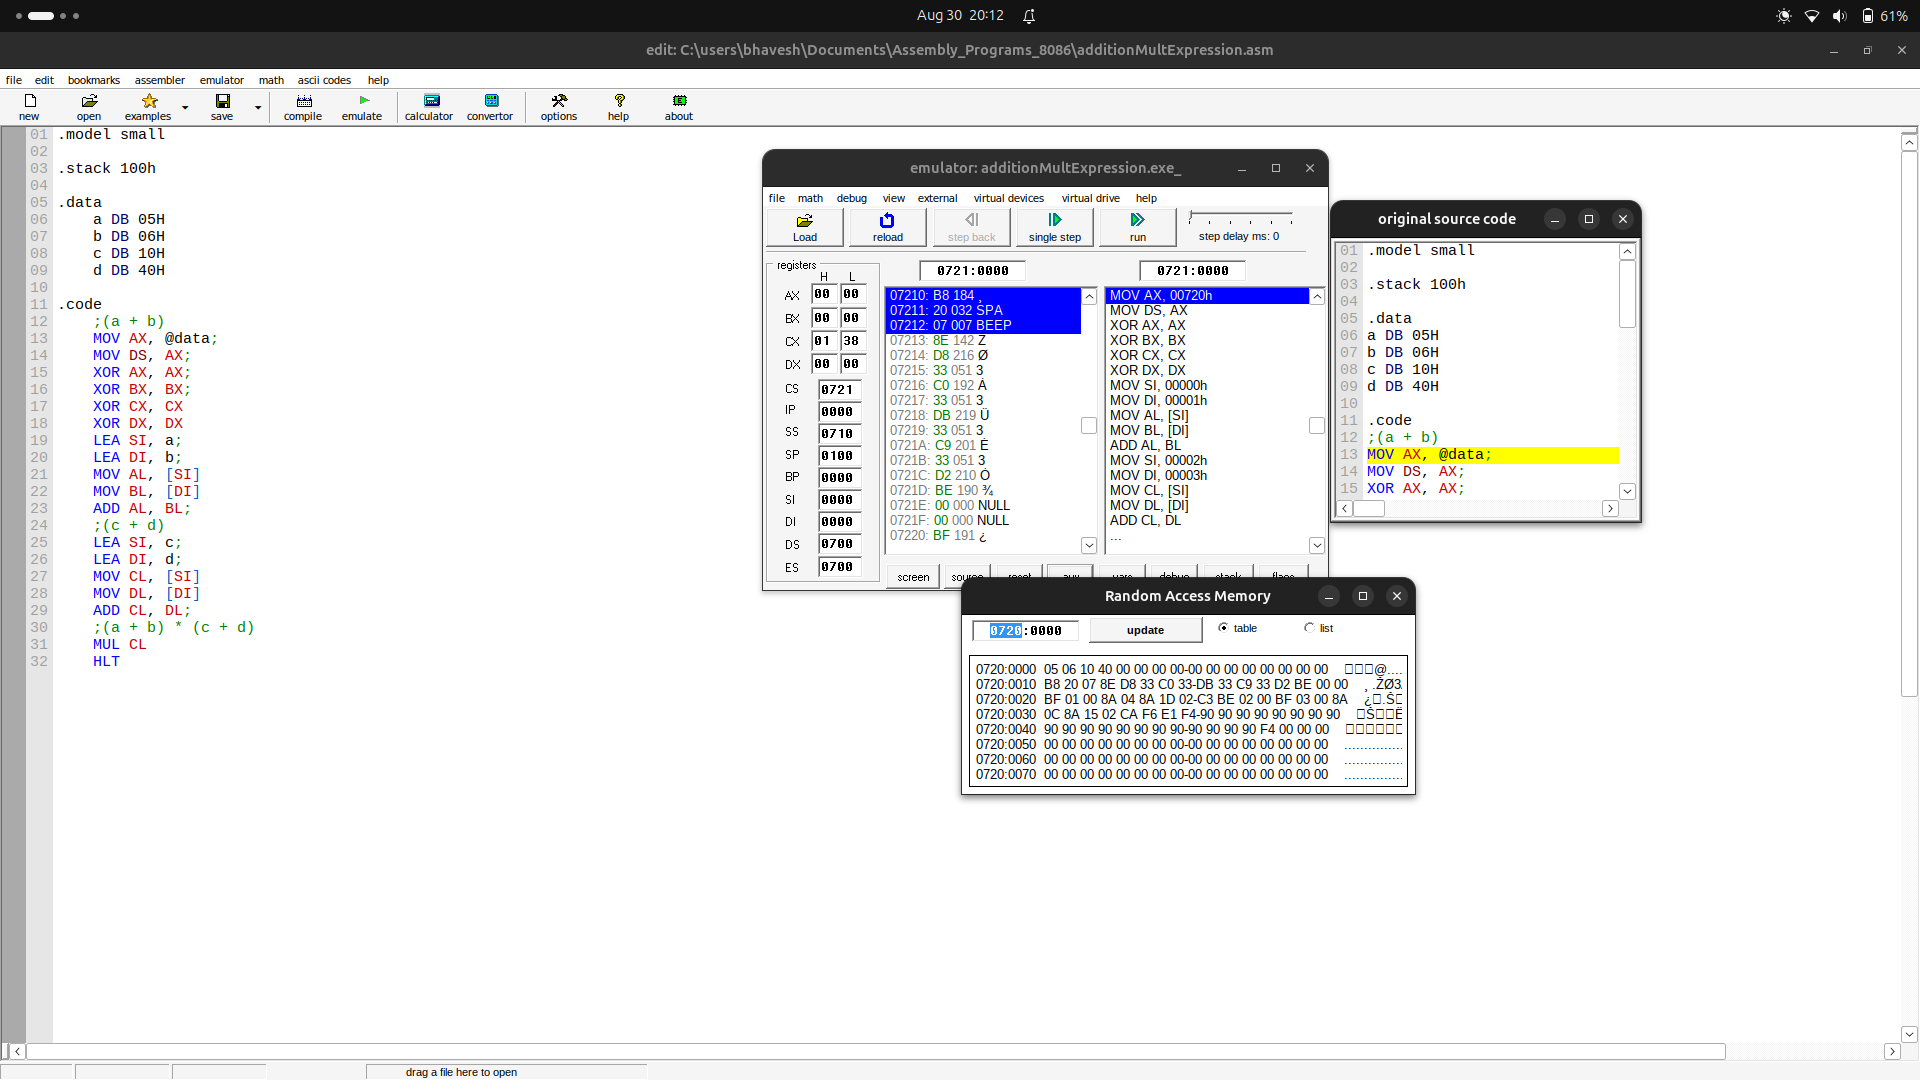 Aug 30 20:12
61%
edit: C:\users\bhavesh\Documents\Assembly_Programs_8086\additionMultExpression.asm
file edit bookmarks assembler emulator math ascii codes help
new open examples save compile emulate calculator convertor options help about
01 .model small
02
03 .stack 100h
04
05 .data
06 a DB 05H
07 b DB 06H
08 c DB 10H
09 d DB 40H
10
11 .code
12 ;(a + b)
13 MOV AX, @data;
14 MOV DS, AX;
15 XOR AX, AX;
16 XOR BX, BX;
17 XOR CX, CX
18 XOR DX, DX
19 LEA SI, a;
20 LEA DI, b;
21 MOV AL, [SI]
22 MOV BL, [DI]
23 ADD AL, BL;
24 ;(c + d)
25 LEA SI, c;
26 LEA DI, d;
27 MOV CL, [SI]
28 MOV DL, [DI]
29 ADD CL, DL;
30 ;(a + b) * (c + d)
31 MUL CL
32 HLT
drag a file here to open
emulator: additionMultExpression.exe_
file math debug view external virtual devices virtual drive help
Load reload step back single step run step delay ms: 0
registers
H L
AX 00 00
BX 00 00
CX 01 38
DX 00 00
CS 0721
IP 0000
SS 0710
SP 0100
BP 0000
SI 0000
DI 0000
DS 0700
ES 0700
0721:0000
07210: B8 184 ¸
07211: 20 032 SPA
07212: 07 007 BEEP
07213: 8E 142 Ž
07214: D8 216 Ø
07215: 33 051 3
07216: C0 192 À
07217: 33 051 3
07218: DB 219 Û
07219: 33 051 3
0721A: C9 201 É
0721B: 33 051 3
0721C: D2 210 Ò
0721D: BE 190 ¾
0721E: 00 000 NULL
0721F: 00 000 NULL
07220: BF 191 ¿
0721:0000
MOV AX, 00720h
MOV DS, AX
XOR AX, AX
XOR BX, BX
XOR CX, CX
XOR DX, DX
MOV SI, 00000h
MOV DI, 00001h
MOV AL, [SI]
MOV BL, [DI]
ADD AL, BL
MOV SI, 00002h
MOV DI, 00003h
MOV CL, [SI]
MOV DL, [DI]
ADD CL, DL
...
screen source reset aux vars debug stack flags
original source code
01 .model small
02
03 .stack 100h
04
05 .data
06 a DB 05H
07 b DB 06H
08 c DB 10H
09 d DB 40H
10
11 .code
12 ;(a + b)
13 MOV AX, @data;
14 MOV DS, AX;
15 XOR AX, AX;
Random Access Memory
0720:0000 update table list
0720:0000 05 06 10 40 00 00 00 00-00 00 00 00 00 00 00 00 @....
0720:0010 B8 20 07 8E D8 33 C0 33-DB 33 C9 33 D2 BE 00 00 ¸ .ŽØ3
0720:0020 BF 01 00 8A 04 8A 1D 02-C3 BE 02 00 BF 03 00 8A
0720:0030 0C 8A 15 02 CA F6 E1 F4-90 90 90 90 90 90 90 90
0720:0040 90 90 90 90 90 90 90 90-90 90 90 90 F4 00 00 00
0720:0050 00 00 00 00 00 00 00 00-00 00 00 00 00 00 00 00 ................
0720:0060 00 00 00 00 00 00 00 00-00 00 00 00 00 00 00 00 ................
0720:0070 00 00 00 00 00 00 00 00-00 00 00 00 00 00 00 00 ................